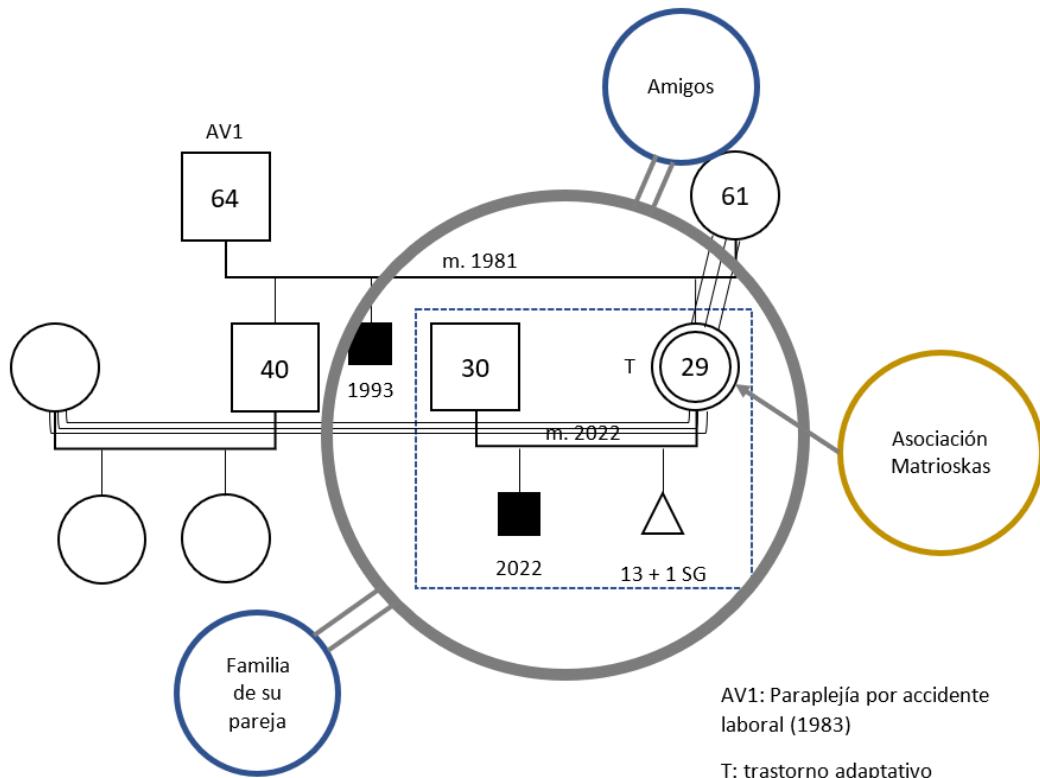 Amigos
AV1
64
61
m. 1981
40
1993
30
T
29
m. 2022
Asociación
Matrioskas
2022
13 + 1 SG
Familia
de su
pareja
AV1: Paraplejía por accidente
laboral (1983)
T: trastorno adaptativo